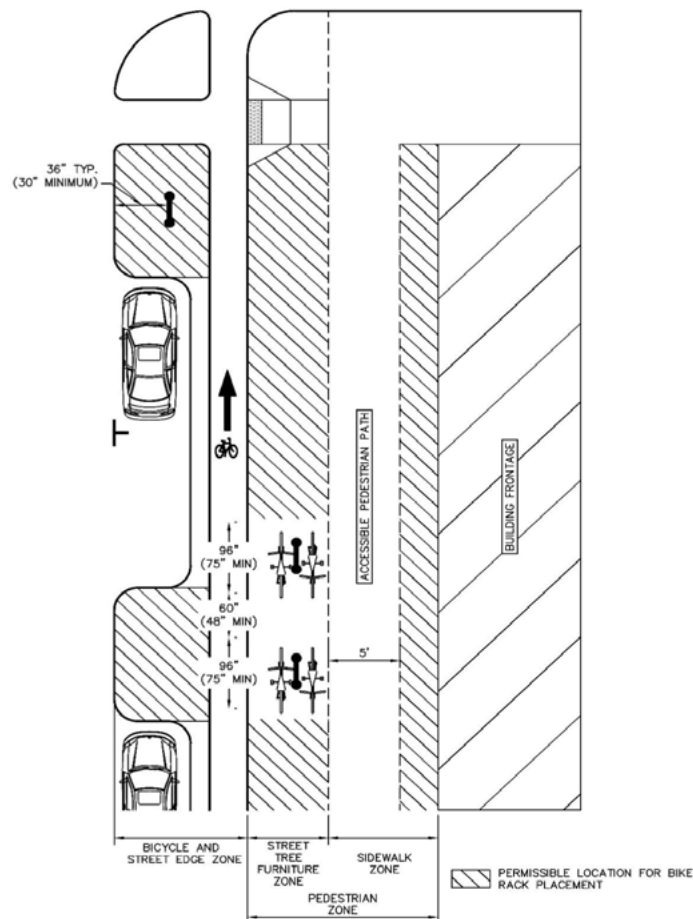 36" TYP.
(30" MINIMUM)
ACCESSIBLE PEDESTRIAN PATH
BUILDING FRONTAGE
96"
(75" MIN)
60"
(48" MIN)
96"
(75" MIN)
5'
BICYCLE AND
STREET EDGE ZONE
STREET
TREE
FURNITURE
ZONE
SIDEWALK
ZONE
PEDESTRIAN
ZONE
PERMISSIBLE LOCATION FOR BIKE
RACK PLACEMENT